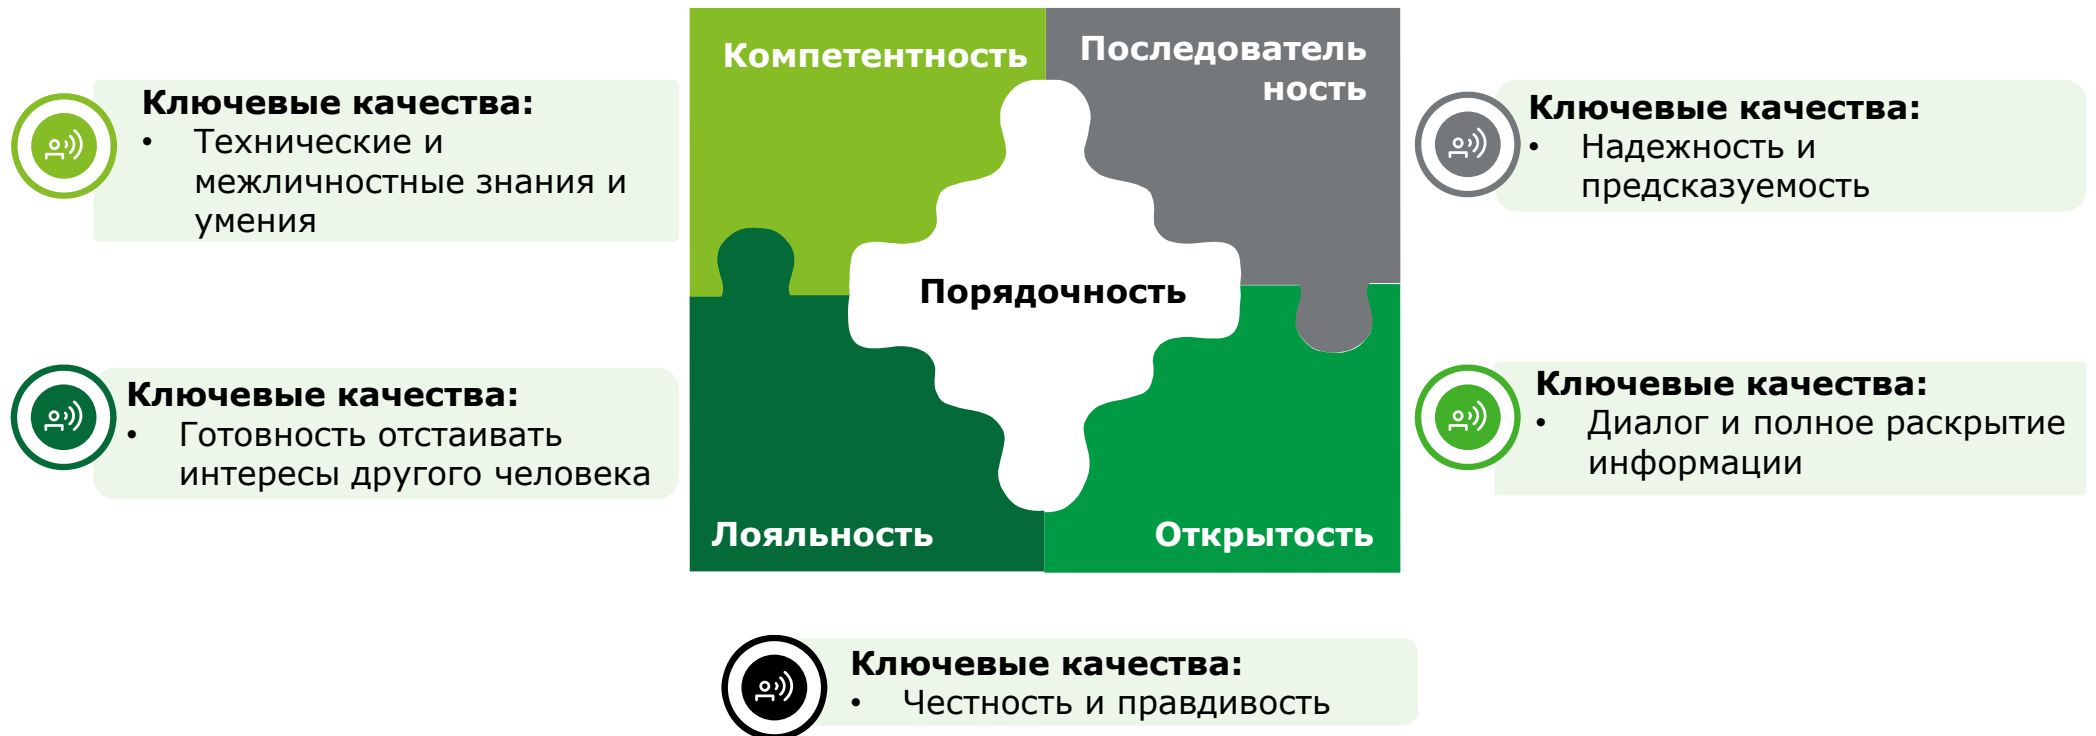 Компетентность
Последователь
ность
Ключевые качества:
• Технические и
межличностные знания и
умения
Ключевые качества:
• Надежность и
предсказуемость
Порядочность
Ключевые качества:
• Готовность отстаивать
интересы другого человека
Ключевые качества:
• Диалог и полное раскрытие
информации
Лояльность
Открытость
Ключевые качества:
• Честность и правдивость